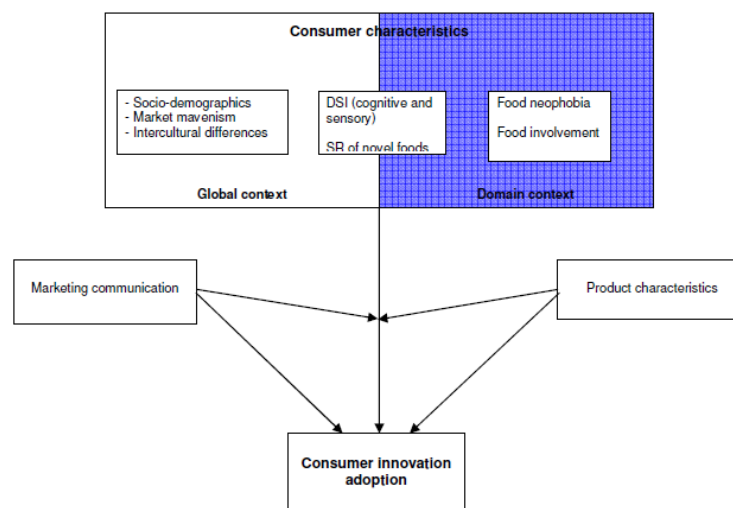 Consumer characteristics
- Socio-demographics
- Market mavenism
- Intercultural differences
DSI (cognitive and
sensory)
SR of novel foods
Food neophobia
Food involvement
Global context
Domain context
Marketing communication
Product characteristics
Consumer innovation
adoption